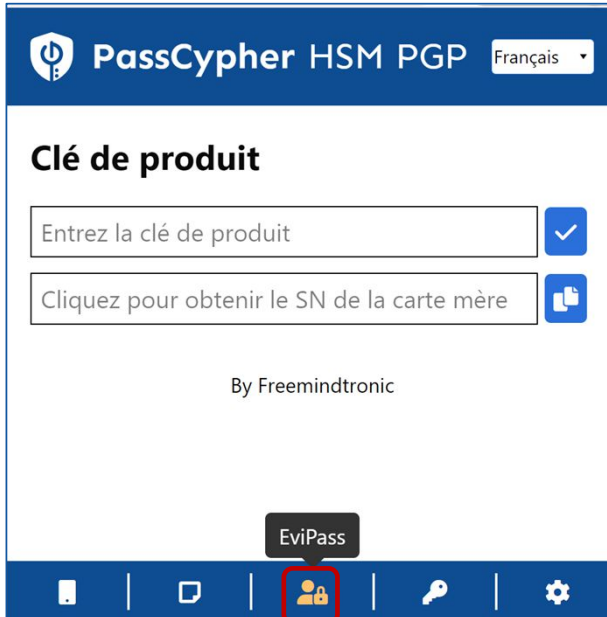 PassCypher HSM PGP
Français
Clé de produit
Entrez la clé de produit
Cliquez pour obtenir le SN de la carte mère
By Freemindtronic
EviPass